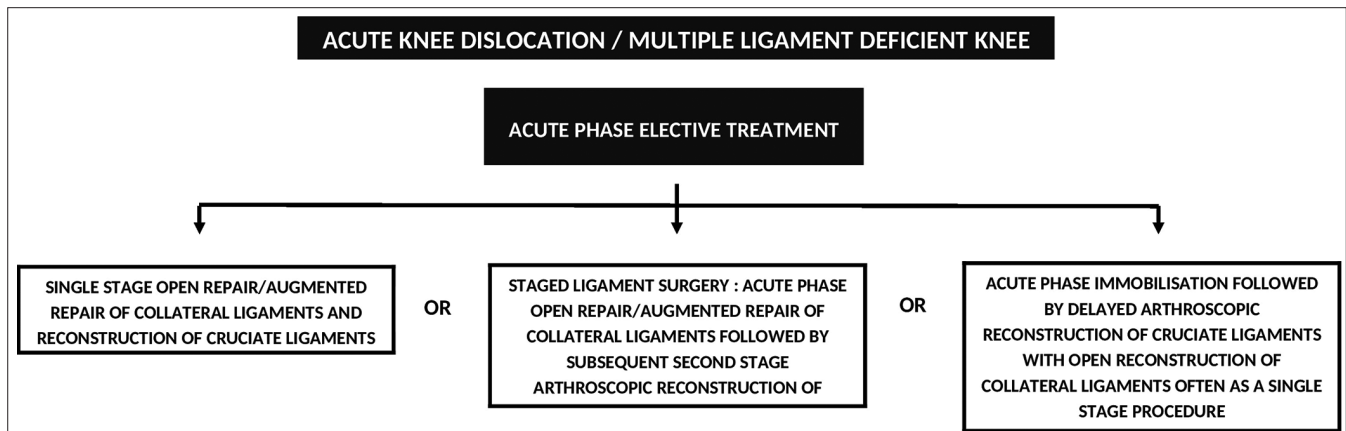 ACUTE KNEE DISLOCATION / MULTIPLE LIGAMENT DEFICIENT KNEE
ACUTE PHASE ELECTIVE TREATMENT
SINGLE STAGE OPEN REPAIR/AUGMENTED
REPAIR OF COLLATERAL LIGAMENTS AND
RECONSTRUCTION OF CRUCIATE LIGAMENTS
OR
STAGED LIGAMENT SURGERY : ACUTE PHASE
OPEN REPAIR/AUGMENTED REPAIR OF
COLLATERAL LIGAMENTS FOLLOWED BY
SUBSEQUENT SECOND STAGE
ARTHROSCOPIC RECONSTRUCTION OF
OR
ACUTE PHASE IMMOBILISATION FOLLOWED
BY DELAYED ARTHROSCOPIC
RECONSTRUCTION OF CRUCIATE LIGAMENTS
WITH OPEN RECONSTRUCTION OF
COLLATERAL LIGAMENTS OFTEN AS A SINGLE
STAGE PROCEDURE